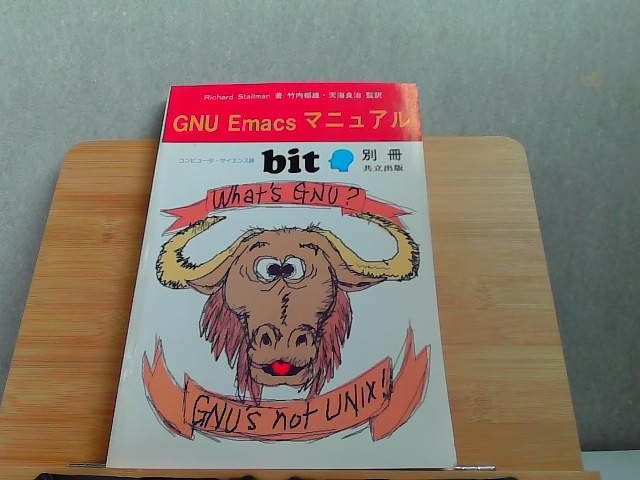 Richard Stallman 著 竹内郁雄・天海良治 監訳
GNU Emacs マニュアル
コンピュータ・サイエンス誌 bit 別冊
共立出版
What's GNU?
GNU's not UNIX!